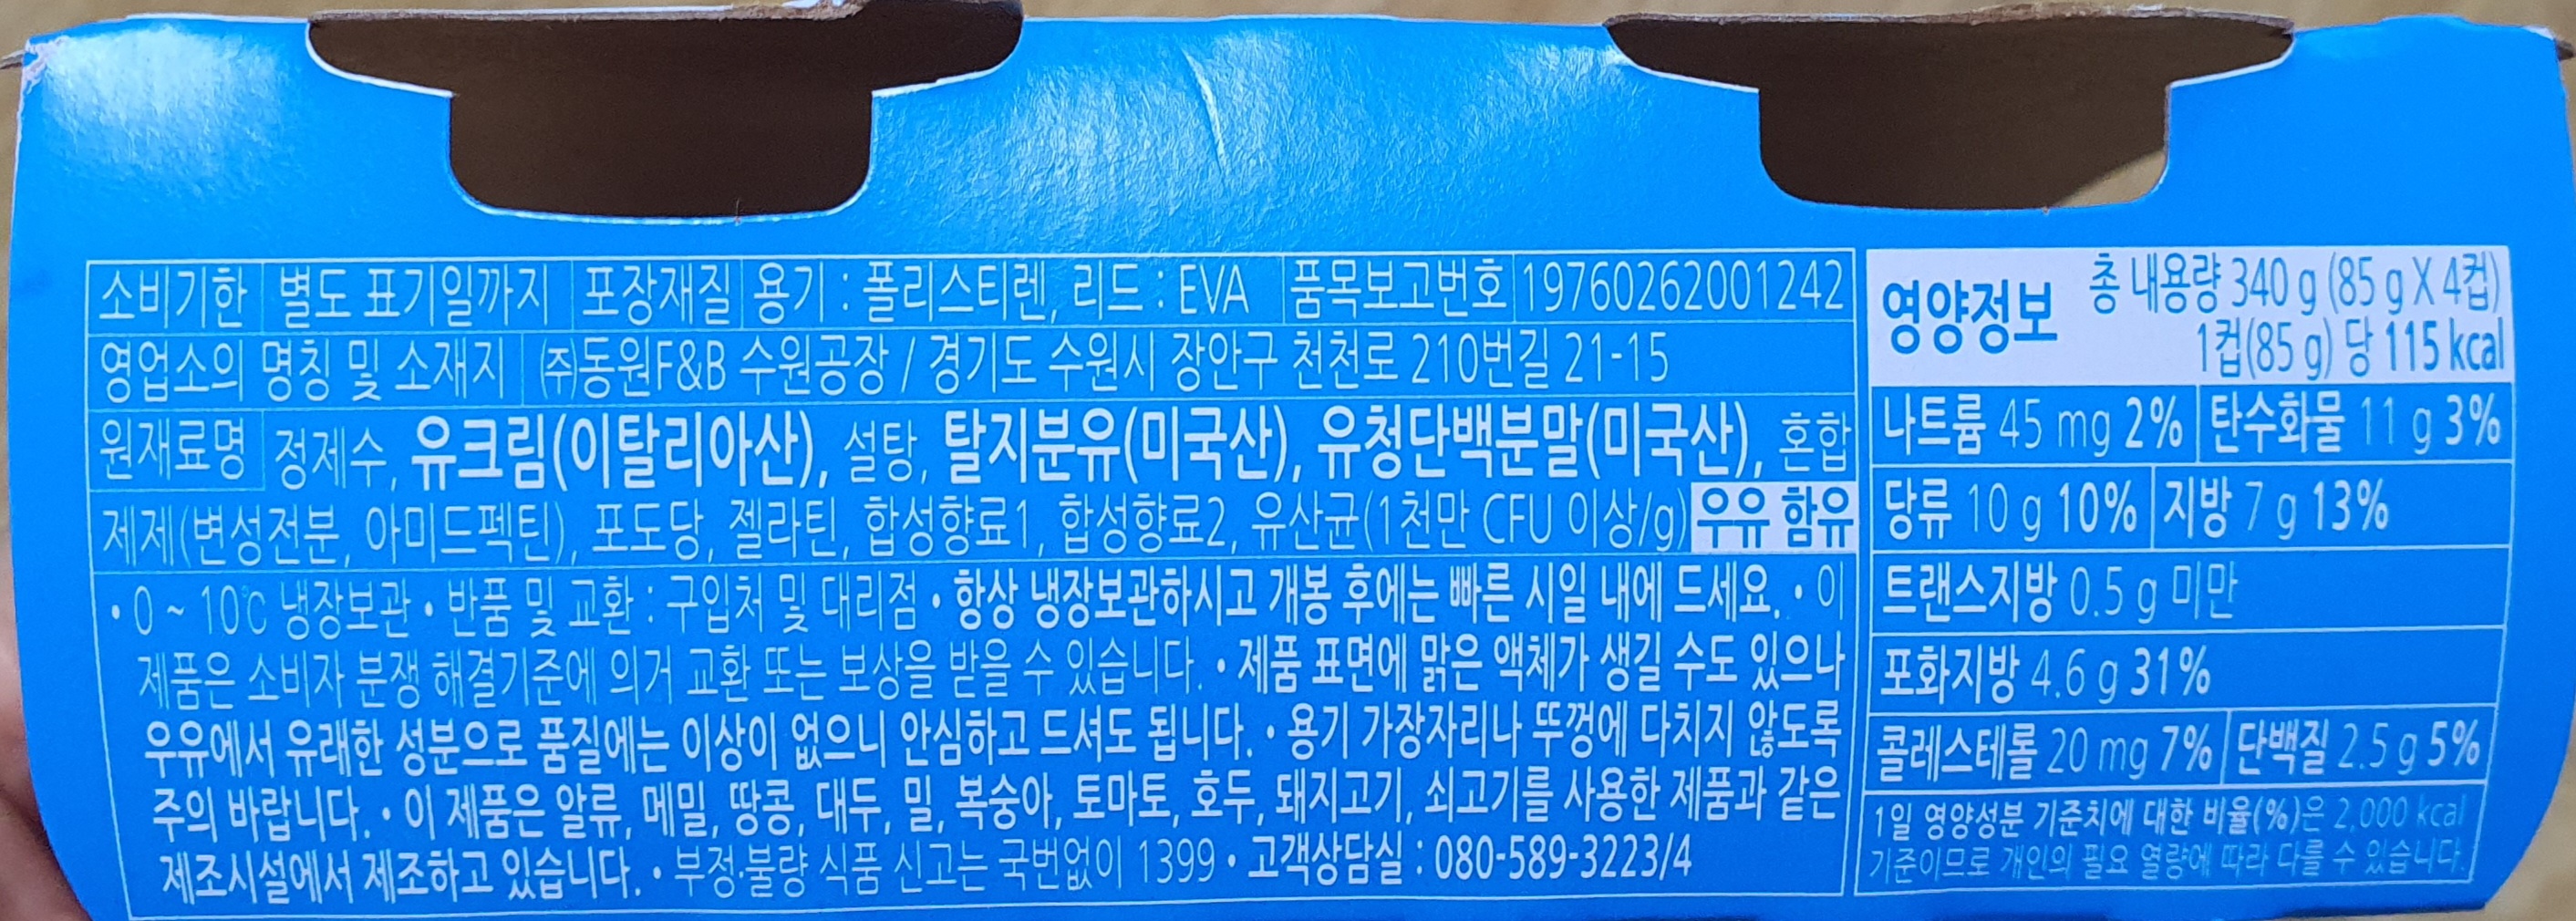 소비기한 별도 표기일까지 포장재질 용기 : 폴리스티렌, 리드 : EVA 품목보고번호 19760262001242
영업소의 명칭 및 소재지 ㈜동원F&B 수원공장 / 경기도 수원시 장안구 천천로 210번길 21-15
원재료명 정제수, 유크림(이탈리아산), 설탕, 탈지분유(미국산), 유청단백분말(미국산), 혼합
제제(변성전분, 아미드펙틴), 포도당, 젤라틴, 합성향료1, 합성향료2, 유산균(1천만 CFU 이상/g) 우유 함유
• 0 ~ 10℃ 냉장보관 • 반품 및 교환 : 구입처 및 대리점 • 항상 냉장보관하시고 개봉 후에는 빠른 시일 내에 드세요. • 이
제품은 소비자 분쟁 해결기준에 의거 교환 또는 보상을 받을 수 있습니다. • 제품 표면에 맑은 액체가 생길 수도 있으나
우유에서 유래한 성분으로 품질에는 이상이 없으니 안심하고 드셔도 됩니다. • 용기 가장자리나 뚜껑에 다치지 않도록
주의 바랍니다. • 이 제품은 알류, 메밀, 땅콩, 대두, 밀, 복숭아, 토마토, 호두, 돼지고기, 쇠고기를 사용한 제품과 같은
제조시설에서 제조하고 있습니다. • 부정·불량 식품 신고는 국번없이 1399 • 고객상담실 : 080-589-3223/4
영양정보 총 내용량 340 g (85 g X 4컵)
1컵(85 g) 당 115 kcal
나트륨 45 mg 2% 탄수화물 11 g 3%
당류 10 g 10% 지방 7 g 13%
트랜스지방 0.5 g 미만
포화지방 4.6 g 31%
콜레스테롤 20 mg 7% 단백질 2.5 g 5%
1일 영양성분 기준치에 대한 비율(%)은 2,000 kcal
기준이므로 개인의 필요 열량에 따라 다를 수 있습니다.